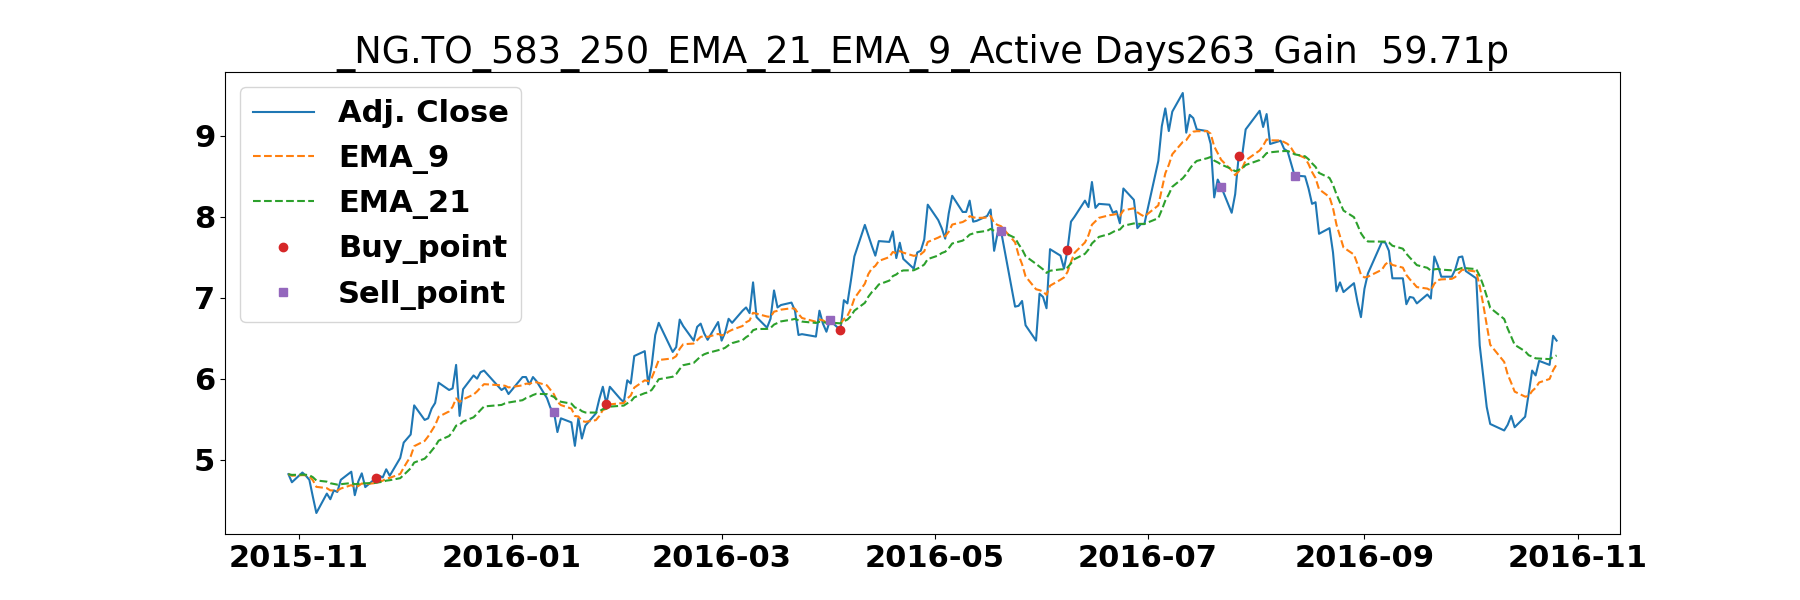 _NG.TO_583_250_EMA_21_EMA_9_Active Days263_Gain  59.71p
Adj. Close
EMA_9
EMA_21
Buy_point
Sell_point
9
8
7
6
5
2015-11 2016-01 2016-03 2016-05 2016-07 2016-09 2016-11